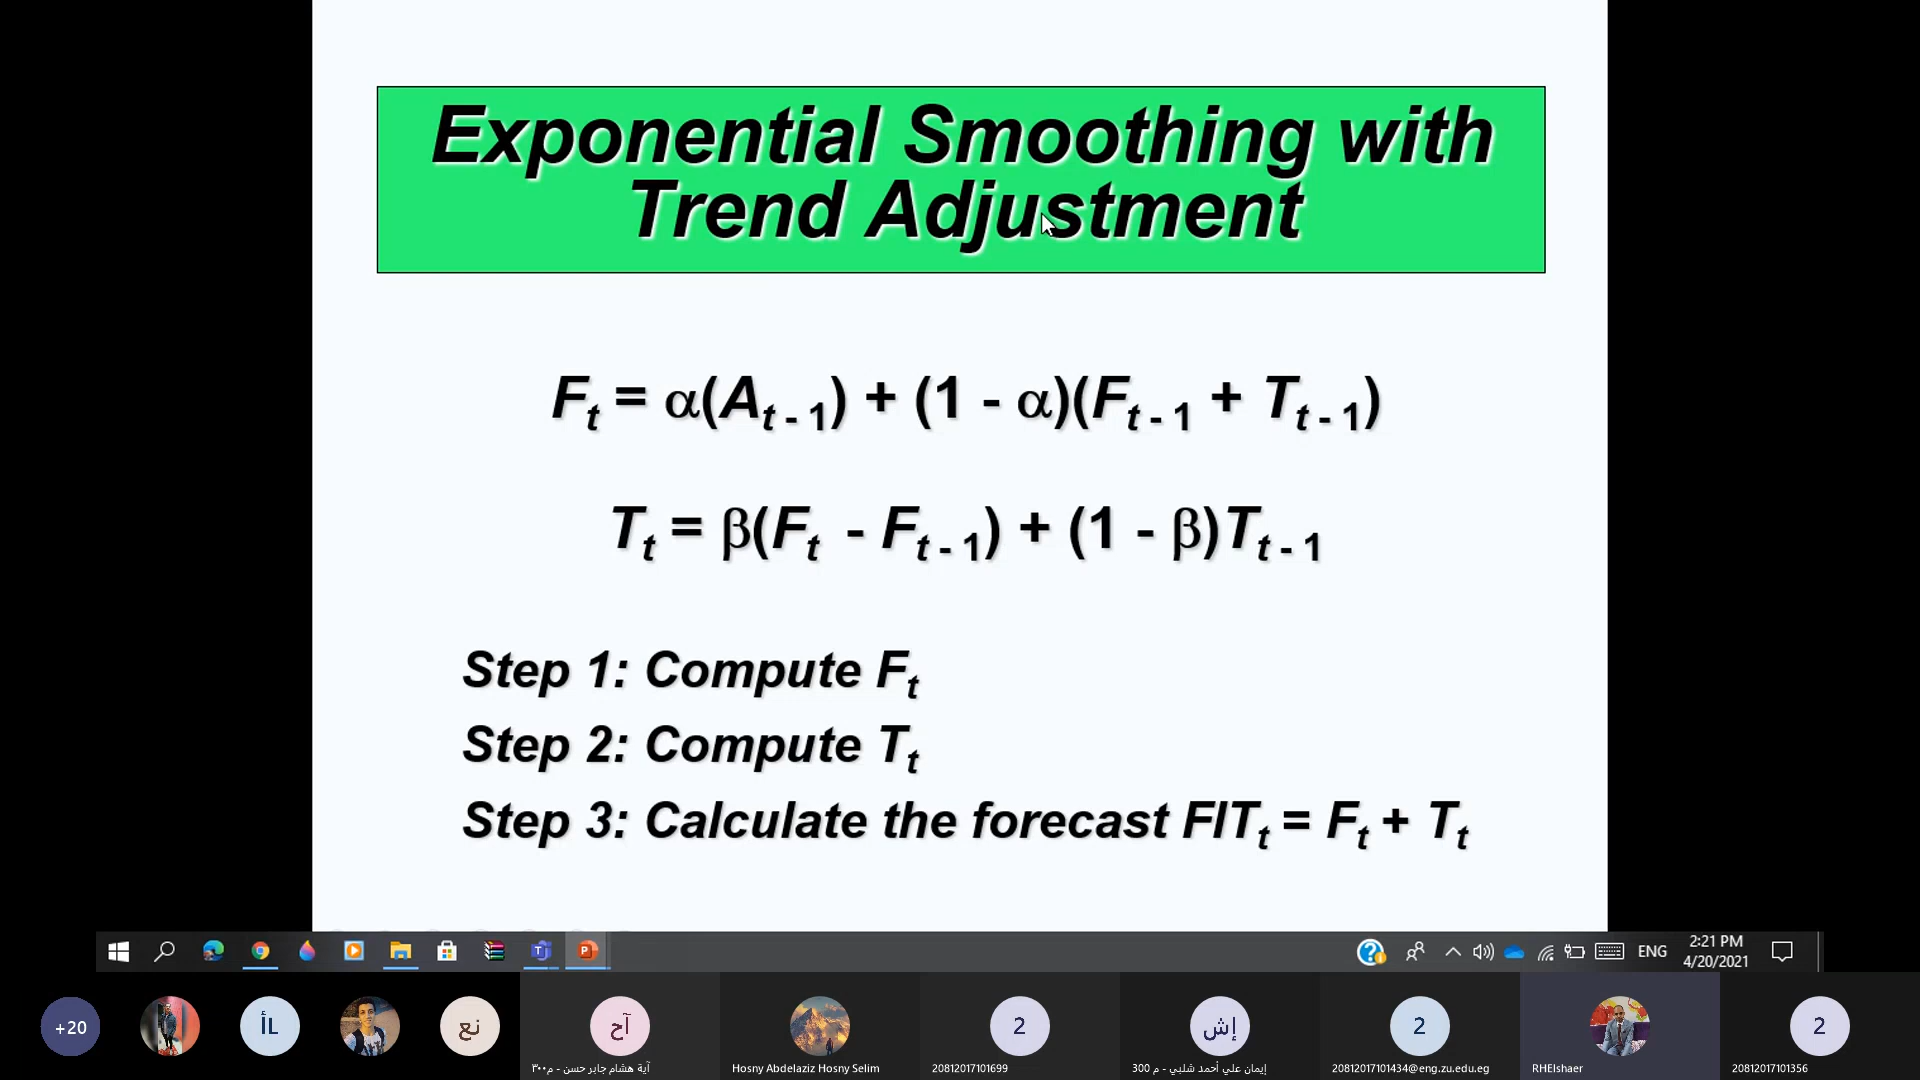 Exponential Smoothing with
Trend Adjustment
Ft = α(At - 1) + (1 - α)(Ft - 1 + Tt - 1)
Tt = β(Ft - Ft - 1) + (1 - β)Tt - 1
Step 1: Compute Ft
Step 2: Compute Tt
Step 3: Calculate the forecast FITt = Ft + Tt
ENG
2:21 PM
4/20/2021
+20
أL
نع
آح
آية هشام جابر حسن - م٣٠٠
Hosny Abdelaziz Hosny Selim
2
20812017101699
إش
إيمان علي أحمد شلبي - م 300
2
20812017101434@eng.zu.edu.eg
RHElshaer
2
20812017101356